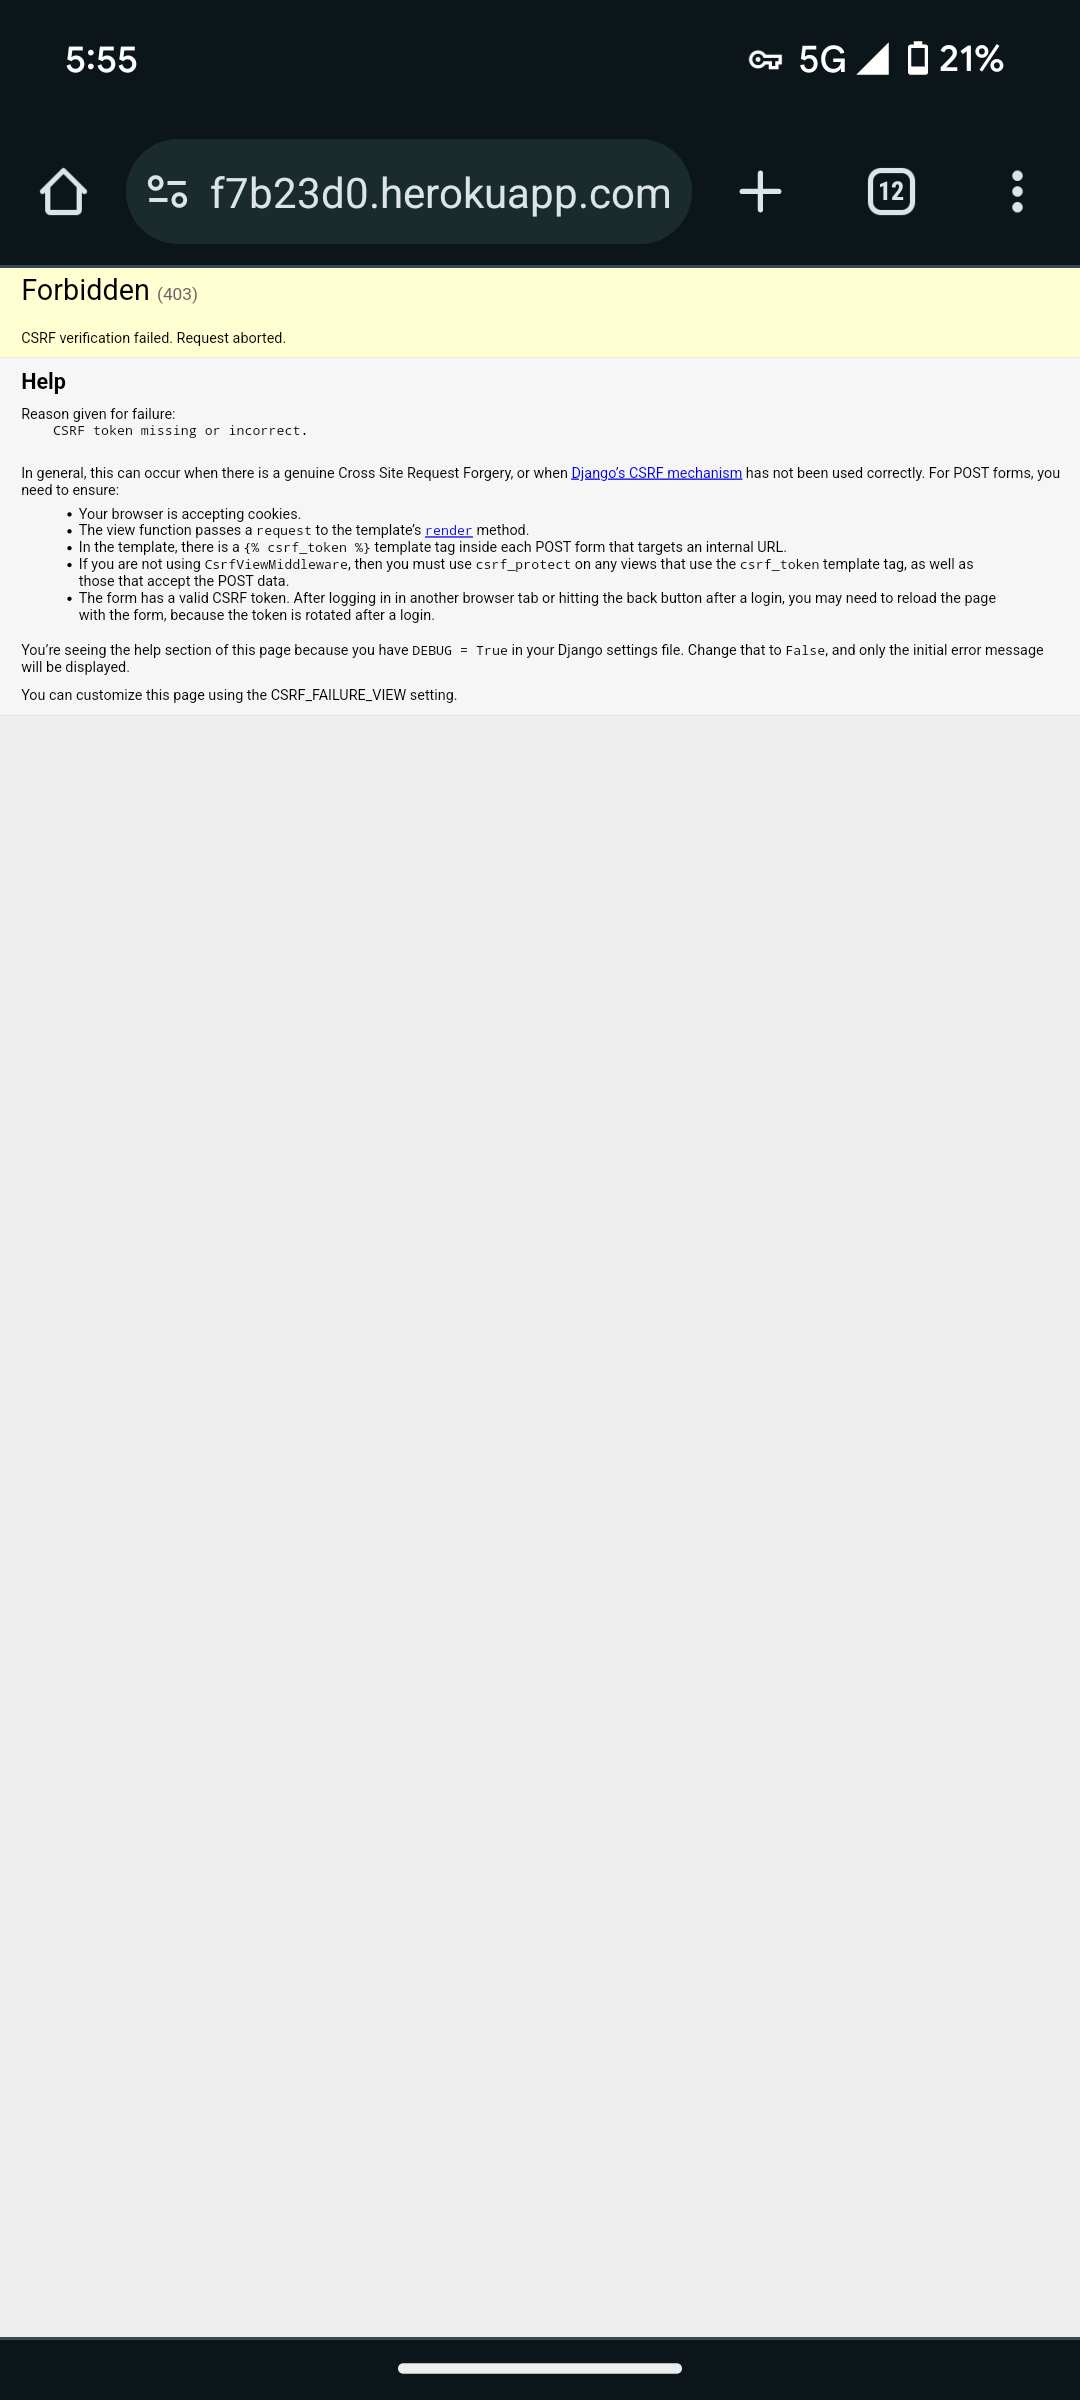 5:55
5G 21%
f7b23d0.herokuapp.com
12
Forbidden (403)
CSRF verification failed. Request aborted.
Help
Reason given for failure:
CSRF token missing or incorrect.
In general, this can occur when there is a genuine Cross Site Request Forgery, or when Django’s CSRF mechanism has not been used correctly. For POST forms, you
need to ensure:
• Your browser is accepting cookies.
• The view function passes a request to the template’s render method.
• In the template, there is a {% csrf_token %} template tag inside each POST form that targets an internal URL.
• If you are not using CsrfViewMiddleware, then you must use csrf_protect on any views that use the csrf_token template tag, as well as
those that accept the POST data.
• The form has a valid CSRF token. After logging in in another browser tab or hitting the back button after a login, you may need to reload the page
with the form, because the token is rotated after a login.
You’re seeing the help section of this page because you have DEBUG = True in your Django settings file. Change that to False, and only the initial error message
will be displayed.
You can customize this page using the CSRF_FAILURE_VIEW setting.